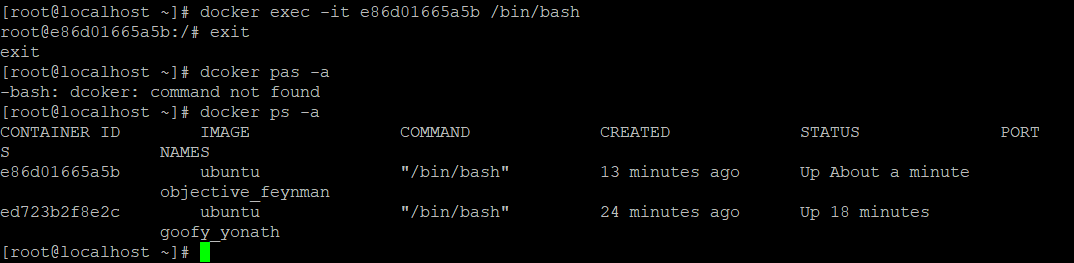 [root@localhost ~]# docker exec -it e86d01665a5b /bin/bash
root@e86d01665a5b:/# exit
exit
[root@localhost ~]# dcoker pas -a
-bash: dcoker: command not found
[root@localhost ~]# docker ps -a
CONTAINER ID        IMAGE               COMMAND             CREATED             STATUS              PORT
S               NAMES
e86d01665a5b        ubuntu              "/bin/bash"         13 minutes ago      Up About a minute
                objective_feynman
ed723b2f8e2c        ubuntu              "/bin/bash"         24 minutes ago      Up 18 minutes
                goofy_yonath
[root@localhost ~]#